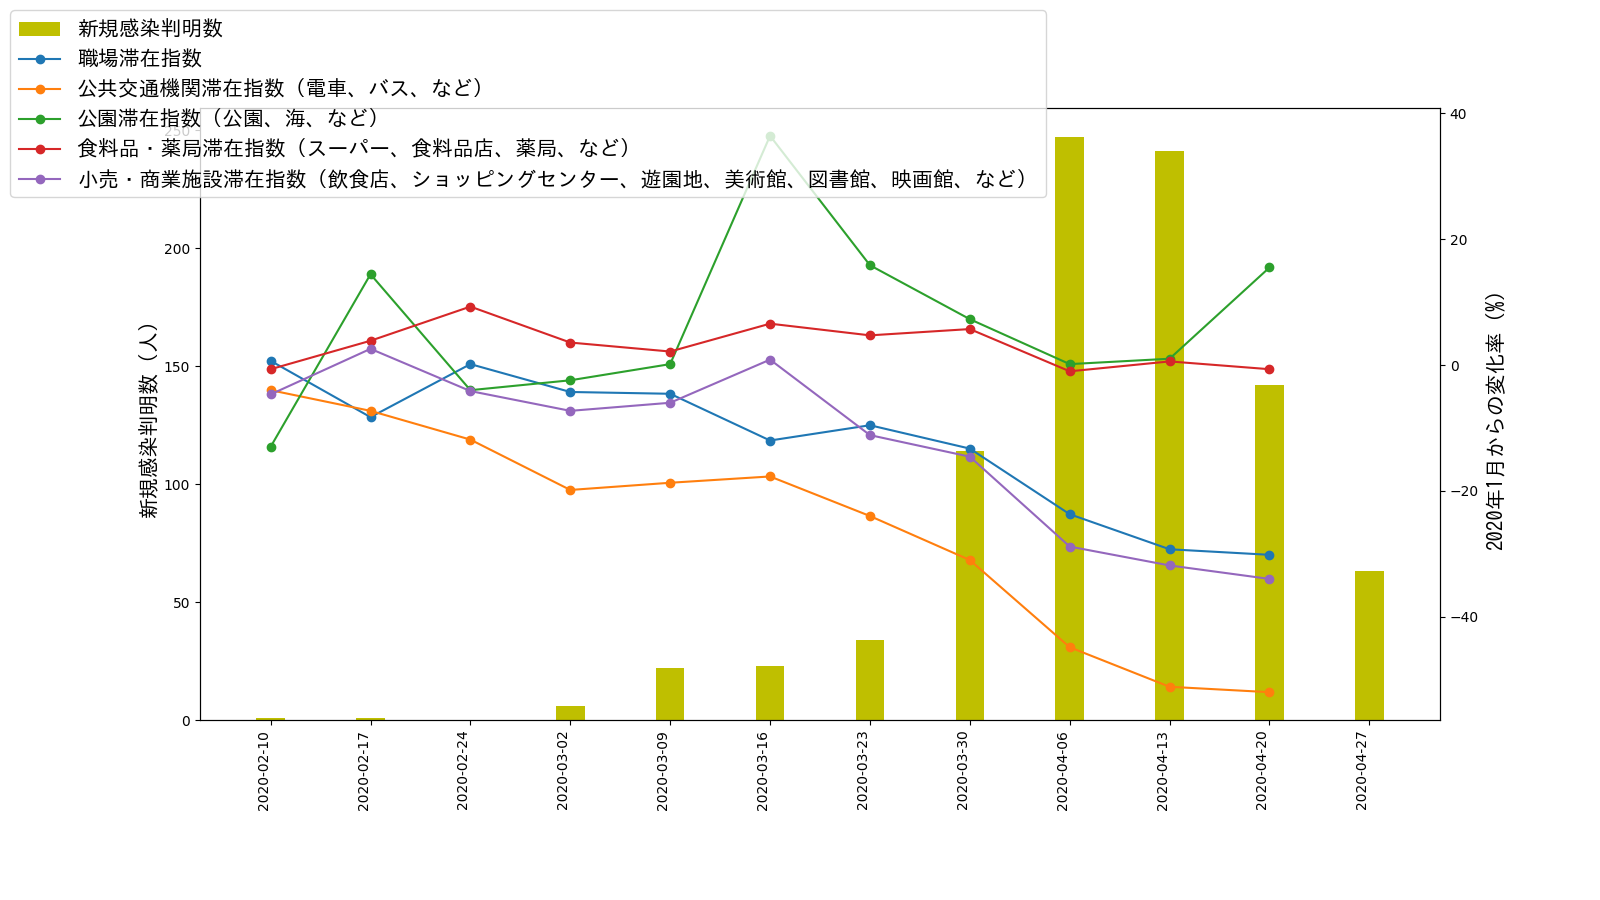 新規感染判明数
職場滞在指数
公共交通機関滞在指数（電車、バス、など）
公園滞在指数（公園、海、など）
食料品・薬局滞在指数（スーパー、食料品店、薬局、など）
小売・商業施設滞在指数（飲食店、ショッピングセンター、遊園地、美術館、図書館、映画館、など）
新規感染判明数（人）
250
200
150
100
50
0
40
20
0
−20
−40
2020年1月からの変化率（%）
2020-02-10
2020-02-17
2020-02-24
2020-03-02
2020-03-09
2020-03-16
2020-03-23
2020-03-30
2020-04-06
2020-04-13
2020-04-20
2020-04-27